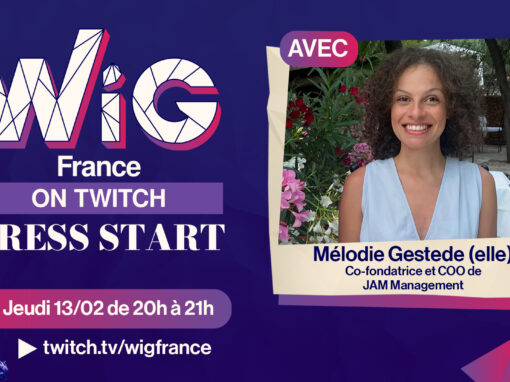 WiG
France
ON TWITCH
RESS START
Jeudi 13/02 de 20h à 21h
twitch.tv/wigfrance
AVEC
Mélodie Gestede (elle)
Co-fondatrice et COO de
JAM Management